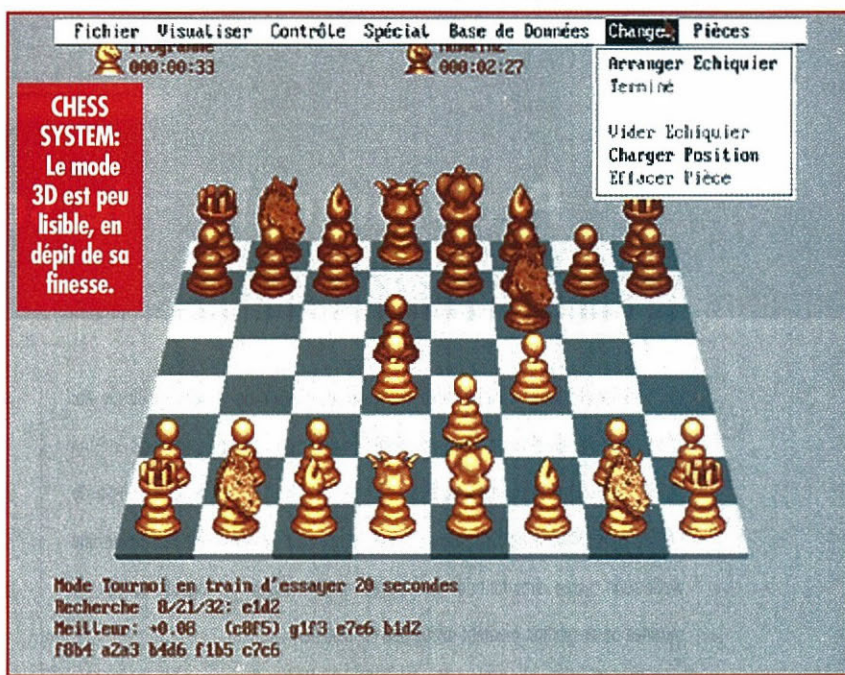 Fichier Visualiser Contrôle Spécial Base de Données Changer Pièces
Programme
000:00:33
Humain2
000:02:27
Arranger Echiquier
Terminé
Vider Echiquier
Charger Position
Effacer Pièce
CHESS
SYSTEM:
Le mode
3D est peu
lisible, en
dépit de sa
finesse.
Mode Tournoi en train d'essayer 20 secondes
Recherche 8/21/32: e1d2
Meilleur: +0.08 (c8f5) g1f3 e7e6 b1d2
f8b4 a2a3 b4d6 f1b5 c7c6